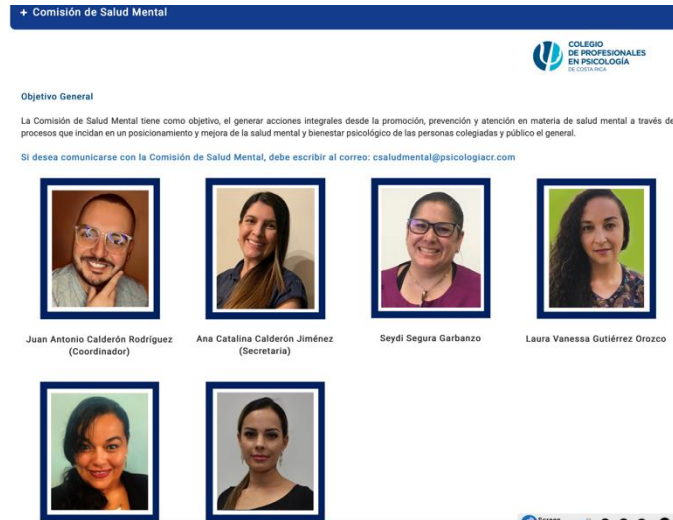 + Comisión de Salud Mental
COLEGIO
DE PROFESIONALES
EN PSICOLOGÍA
DE COSTA RICA
Objetivo General
La Comisión de Salud Mental tiene como objetivo, el generar acciones integrales desde la promoción, prevención y atención en materia de salud mental a través de
procesos que incidan en un posicionamiento y mejora de la salud mental y bienestar psicológico de las personas colegiadas y público el general.
Si desea comunicarse con la Comisión de Salud Mental, debe escribir al correo: csaludmental@psicologiacr.com
Juan Antonio Calderón Rodríguez
(Coordinador)
Ana Catalina Calderón Jiménez
(Secretaria)
Seydi Segura Garbanzo
Laura Vanessa Gutiérrez Orozco